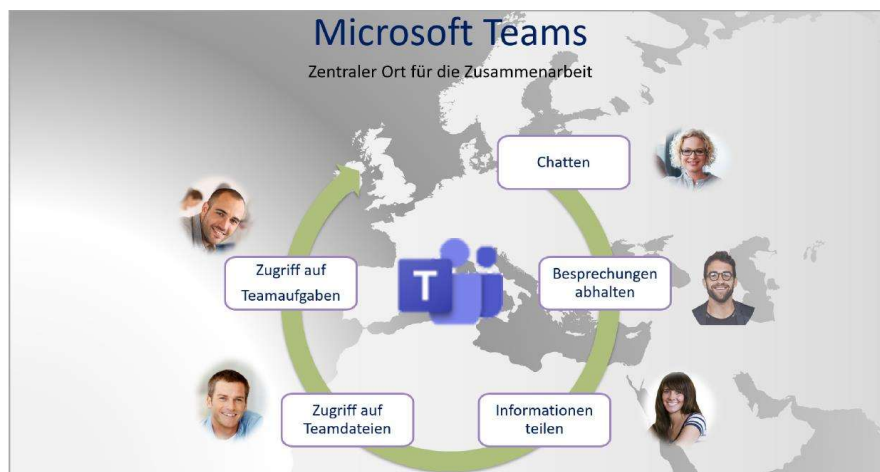 Microsoft Teams
Zentraler Ort für die Zusammenarbeit
Chatten
Besprechungen
abhalten
Informationen
teilen
Zugriff auf
Teamdateien
Zugriff auf
Teamaufgaben
T